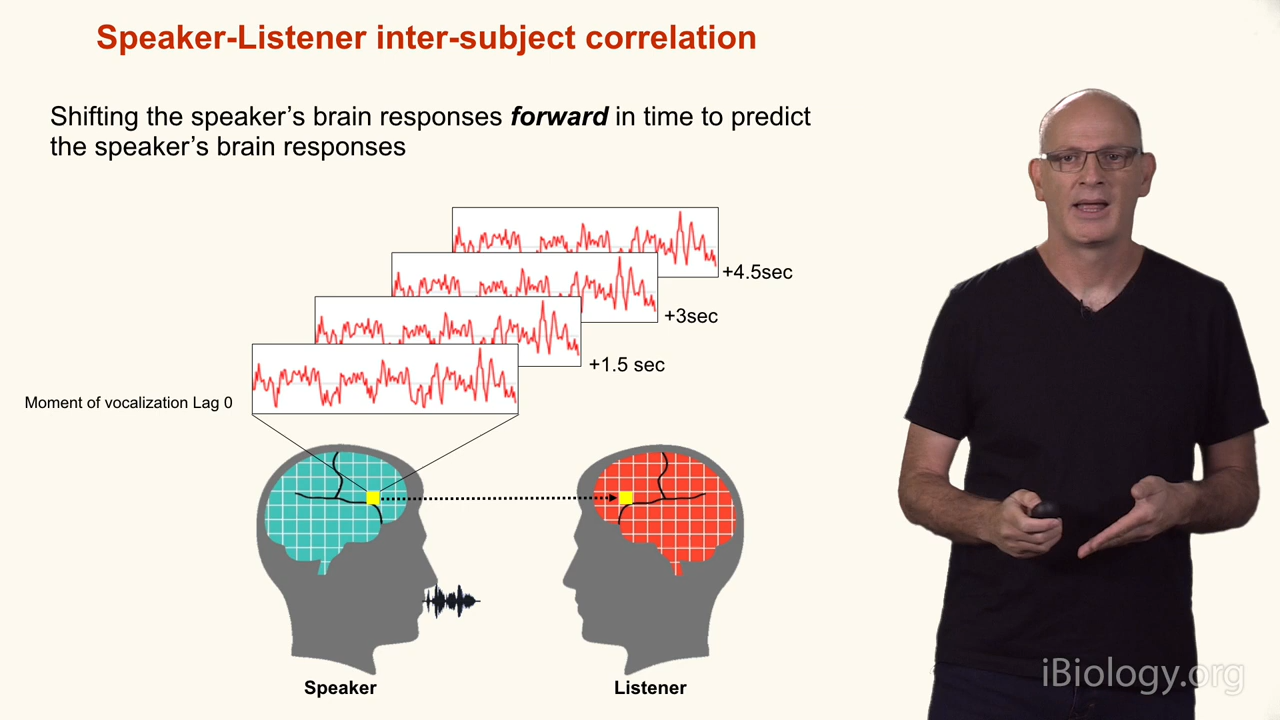 Speaker-Listener inter-subject correlation
Shifting the speaker’s brain responses forward in time to predict
the speaker’s brain responses
+4.5sec
+3sec
+1.5 sec
Moment of vocalization Lag 0
Speaker
Listener
iBiology.org